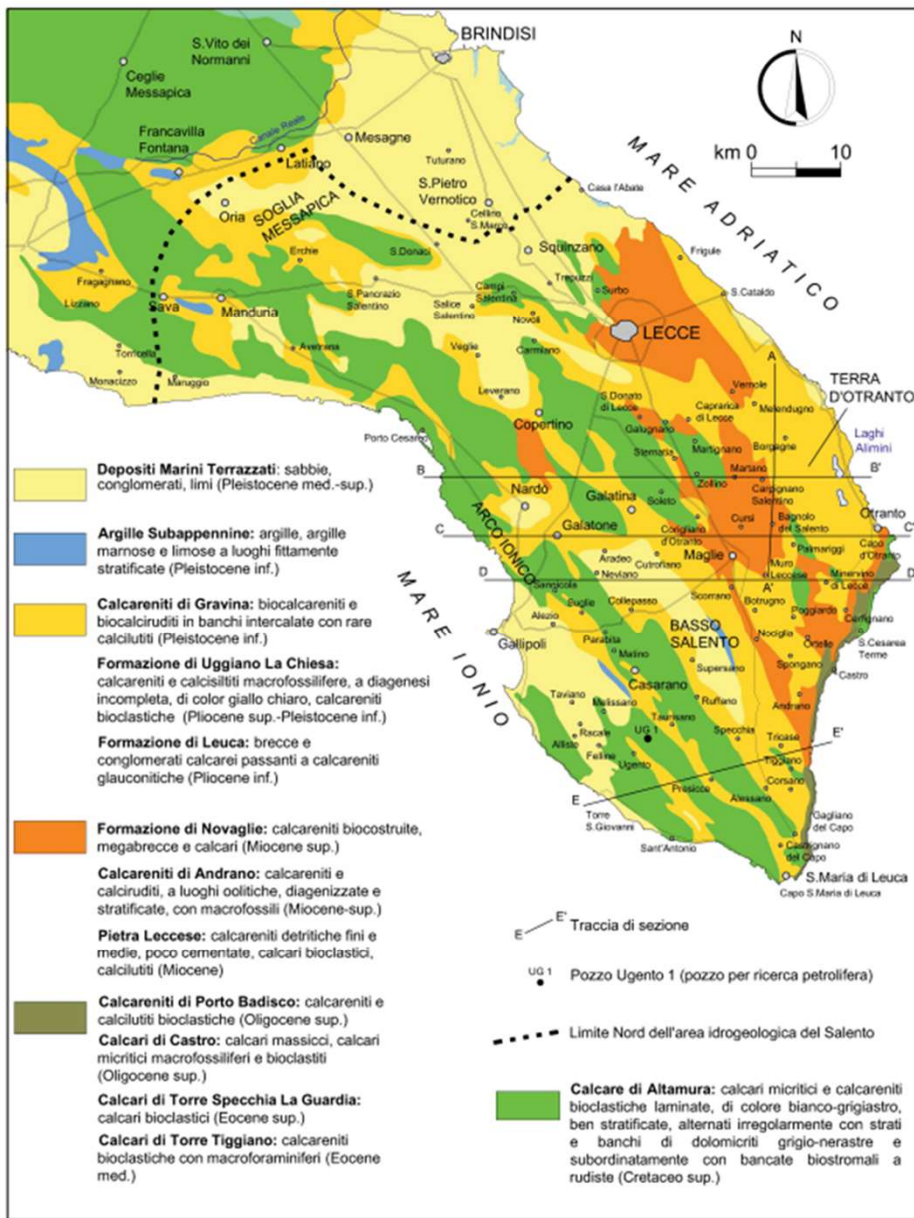 N
km 0 10
BRINDISI
S.Vito dei
Normanni
Ceglie
Messapica
Francavilla
Fontana
Canale Reale
Mesagne
Latiano
Tuturano
S.Pietro
Vernotico
Cellino
S.Marco
Casa l'Abate
MARE ADRIATICO
Oria
SOGLIA
MESSAPICA
Erchie
S.Donaci
Squinzano
Frigule
Fragagnano
Lizzano
Sava
Manduria
S.Pancrazio
Salentino
Campi
Salentina
Trepuzzi
Surbo
S.Cataldo
Salice
Salentino
Novoli
LECCE
Torricella
Monacizzo
Maruggio
Avetrana
Veglie
Carmiano
A
Leverano
S.Donato
di Lecce
Caprarica
di Lecce
Vernole
Melendugno
TERRA
D'OTRANTO
Copertino
Galugnano
Porto Cesareo
Sternatia
Martignano
Borgagne
Laghi
Alimini
B
B'
Martano
Zollino
Carpignano
Salentino
Nardò
Galatina
Soleto
Otranto
Cursi
Bagnolo
del Salento
C
C'
ARCO IONICO
Galatone
Corigliano
d'Otranto
Capo
d'Otranto
Maglie
Palmariggi
Aradeo
Cutrofiano
Neviano
Muro
Leccese
Minervino
di Lecce
D
D'
A'
Sangicola
Scorrano
MARE IONIO
Tuglie
Collepasso
Botrugno
Poggiardo
Cerfignano
Alezio
Gallipoli
Parabita
BASSO
SALENTO
Nociglia
Ortelle
S.Cesarea
Terme
Matino
Supersano
Spongano
Castro
Casarano
Taviano
Melissano
Ruffano
Andrano
Taurisano
Racale
UG 1
Specchia
Tricase
E'
Alliste
Felline
Ugento
Tiggiano
Presicce
Corsano
Alessano
E
Torre
S.Giovanni
Gagliano
del Capo
Sant'Antonio
Castrignano
del Capo
S.Maria di Leuca
Capo S.Maria di Leuca
Depositi Marini Terrazzati: sabbie,
conglomerati, limi (Pleistocene med.-sup.)
Argille Subappennine: argille, argille
marnose e limose a luoghi fittamente
stratificate (Pleistocene inf.)
Calcareniti di Gravina: biocalcareniti e
biocalciruditi in banchi intercalate con rare
calcilutiti (Pleistocene inf.)
Formazione di Uggiano La Chiesa:
calcareniti e calcisiltiti macrofossilifere, a diagenesi
incompleta, di color giallo chiaro, calcareniti
bioclastiche (Pliocene sup.-Pleistocene inf.)
Formazione di Leuca: brecce e
conglomerati calcarei passanti a calcareniti
glauconitiche (Pliocene inf.)
Formazione di Novaglie: calcareniti biocostruite,
megabrecce e calcari (Miocene sup.)
Calcareniti di Andrano: calcareniti e
calciruditi, a luoghi oolitiche, diagenizzate e
stratificate, con macrofossili (Miocene-sup.)
Pietra Leccese: calcareniti detritiche fini e
medie, poco cementate, calcari bioclastici,
calcilutiti (Miocene)
Calcareniti di Porto Badisco: calcareniti e
calcilutiti bioclastiche (Oligocene sup.)
Calcari di Castro: calcari massicci, calcari
micritici macrofossiliferi e bioclastiti
(Oligocene sup.)
Calcari di Torre Specchia La Guardia:
calcari bioclastici (Eocene sup.)
Calcari di Torre Tiggiano: calcareniti
bioclastiche con macroforaminiferi (Eocene
med.)
E E' Traccia di sezione
UG 1
Pozzo Ugento 1 (pozzo per ricerca petrolifera)
Limite Nord dell'area idrogeologica del Salento
Calcare di Altamura: calcari micritici e calcareniti
bioclastiche laminate, di colore bianco-grigiastro,
ben stratificate, alternati irregolarmente con strati
e banchi di dolomicriti grigio-nerastre e
subordinatamente con bancate biostromali a
rudiste (Cretaceo sup.)